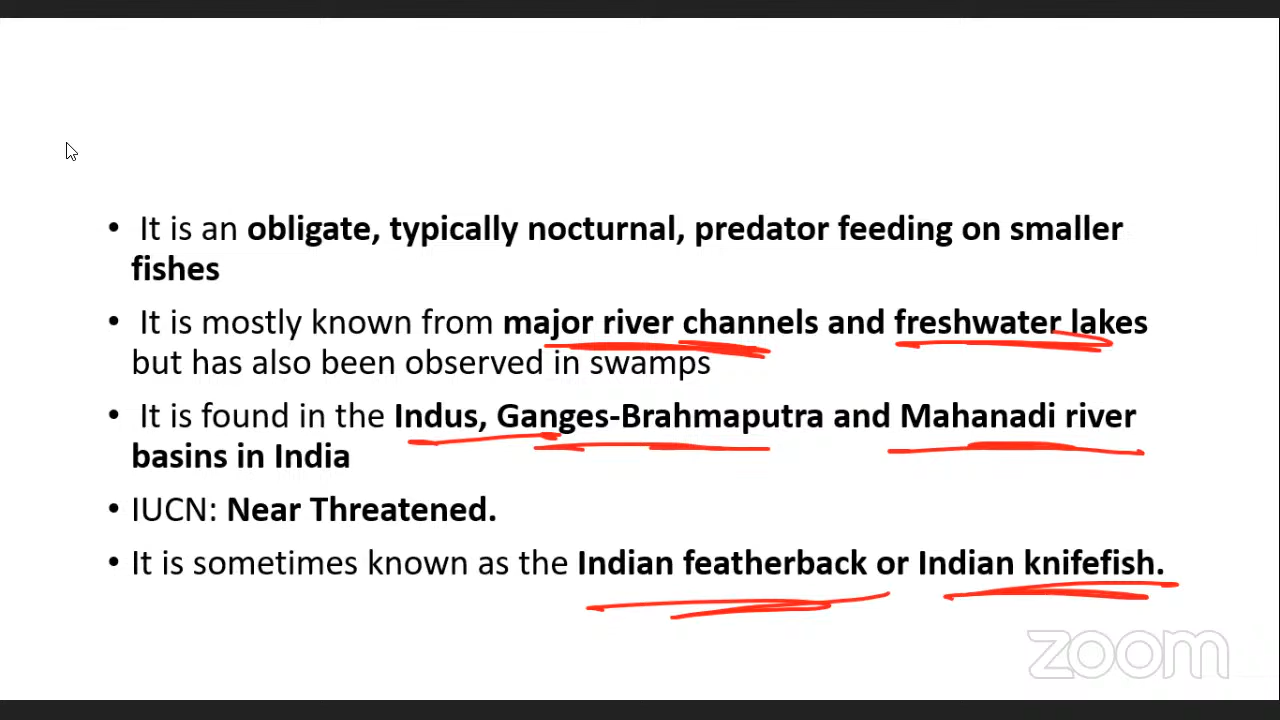 • It is an obligate, typically nocturnal, predator feeding on smaller
fishes
• It is mostly known from major river channels and freshwater lakes
but has also been observed in swamps
• It is found in the Indus, Ganges-Brahmaputra and Mahanadi river
basins in India
• IUCN: Near Threatened.
• It is sometimes known as the Indian featherback or Indian knifefish.
zoom